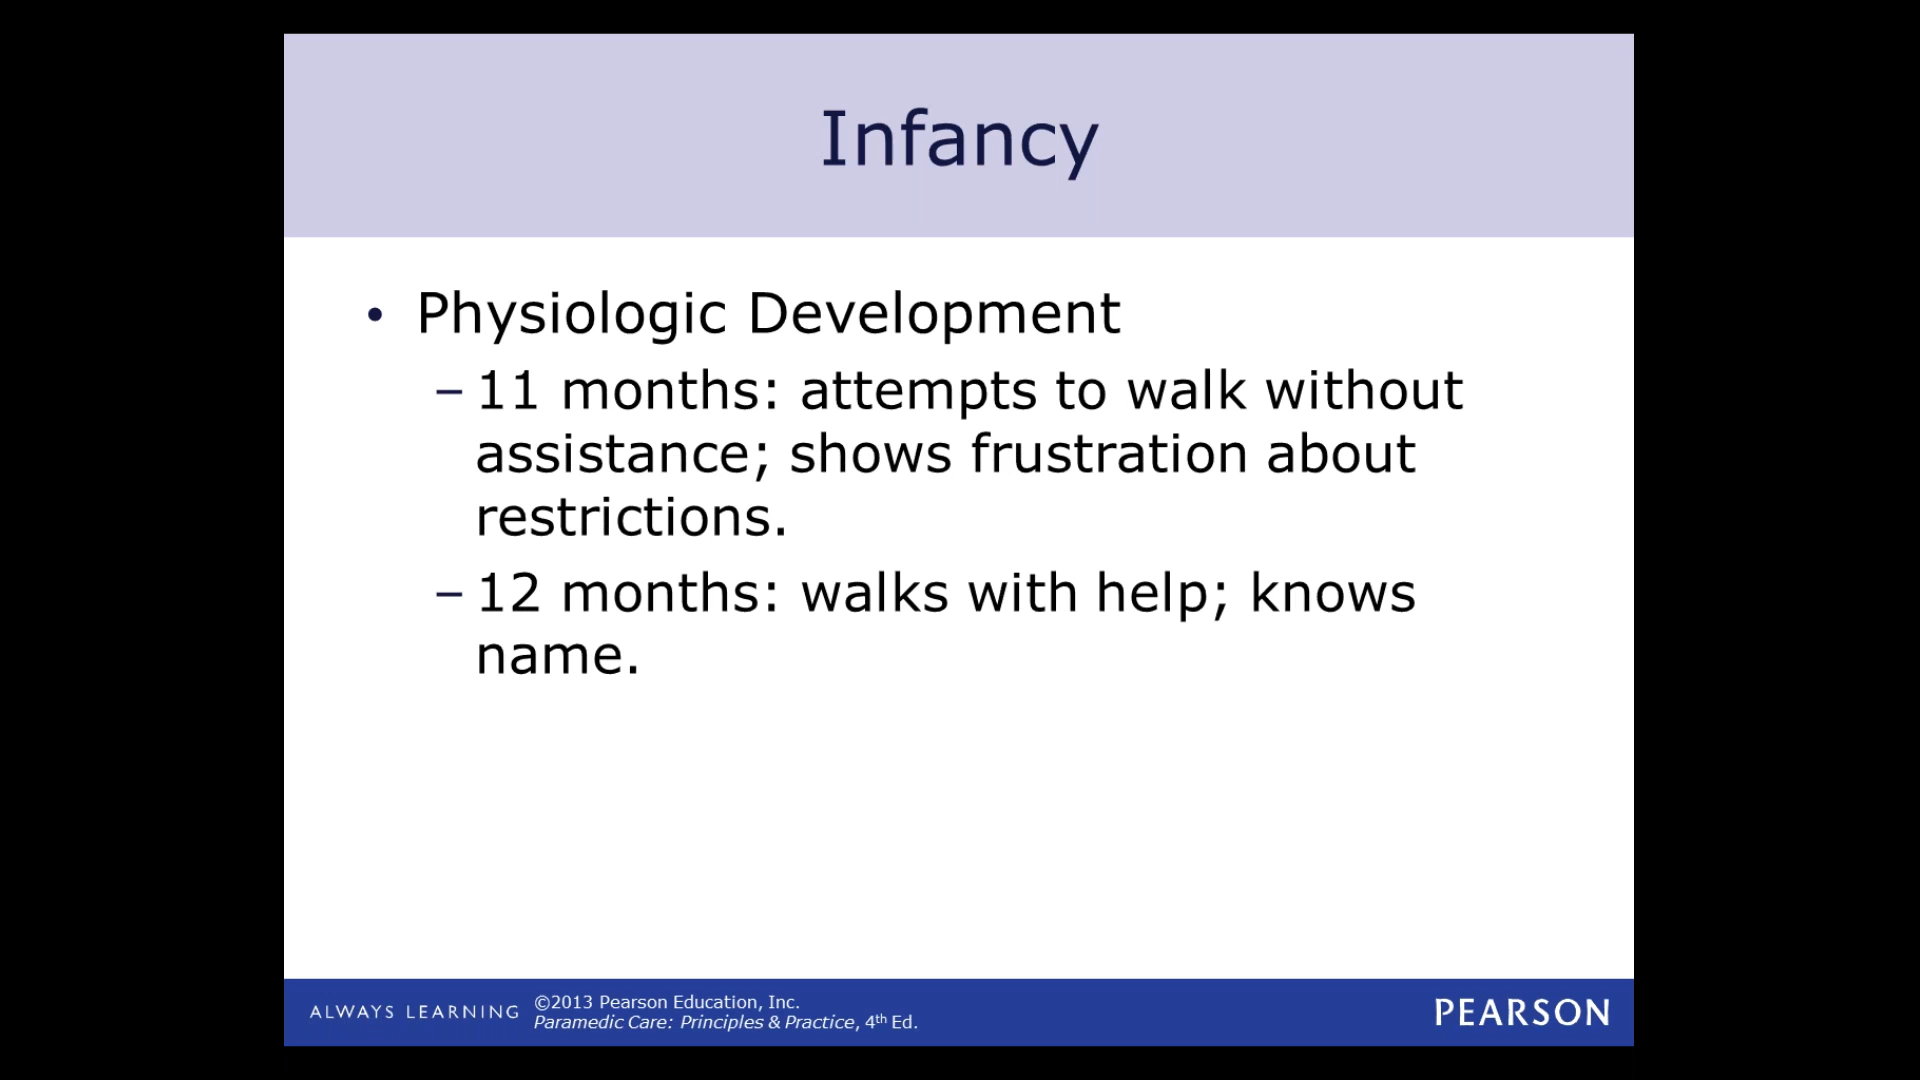 Infancy
• Physiologic Development
– 11 months: attempts to walk without
assistance; shows frustration about
restrictions.
– 12 months: walks with help; knows
name.
ALWAYS LEARNING
©2013 Pearson Education, Inc.
Paramedic Care: Principles & Practice, 4th Ed.
PEARSON